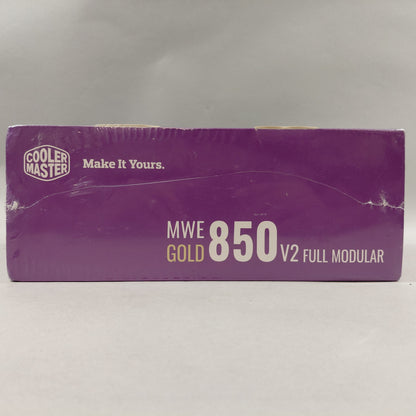 COOLER
MASTER
Make It Yours.
MWE
GOLD 850 V2 FULL MODULAR